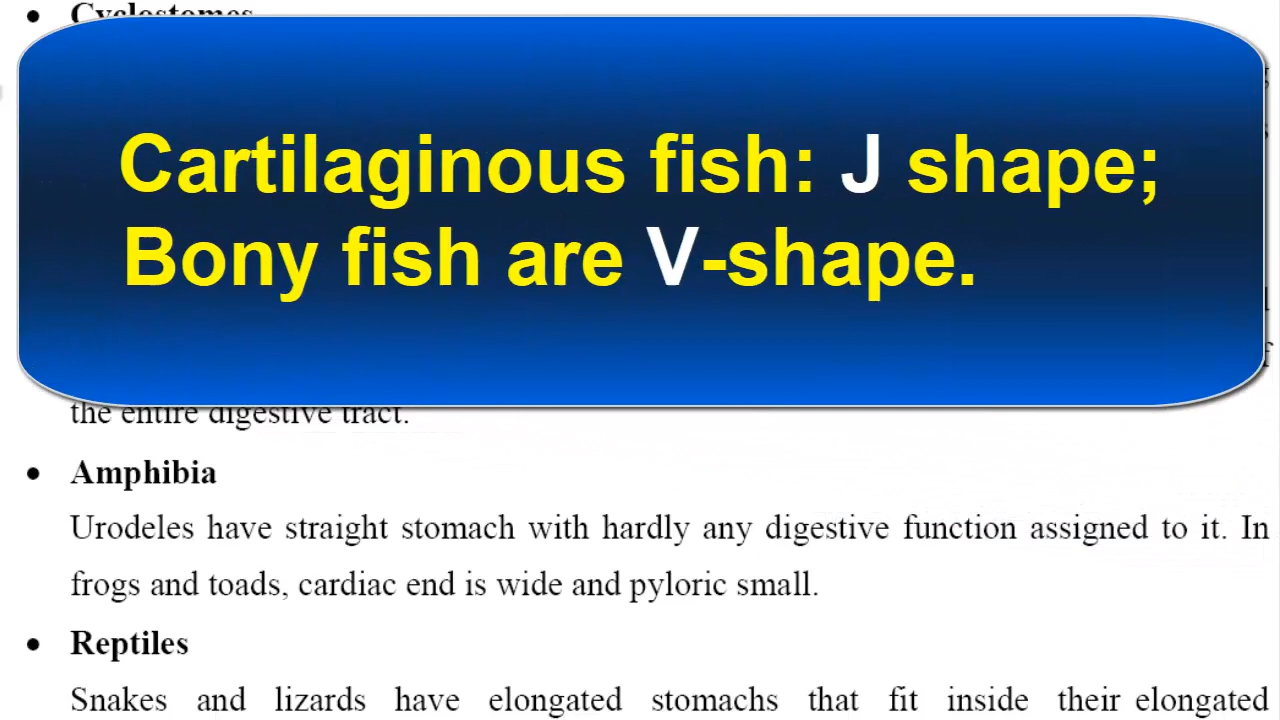 • Cyclostomes
Cartilaginous fish: J shape;
Bony fish are V-shape.
the entire digestive tract.
• Amphibia
Urodeles have straight stomach with hardly any digestive function assigned to it. In
frogs and toads, cardiac end is wide and pyloric small.
• Reptiles
Snakes and lizards have elongated stomachs that fit inside their elongated